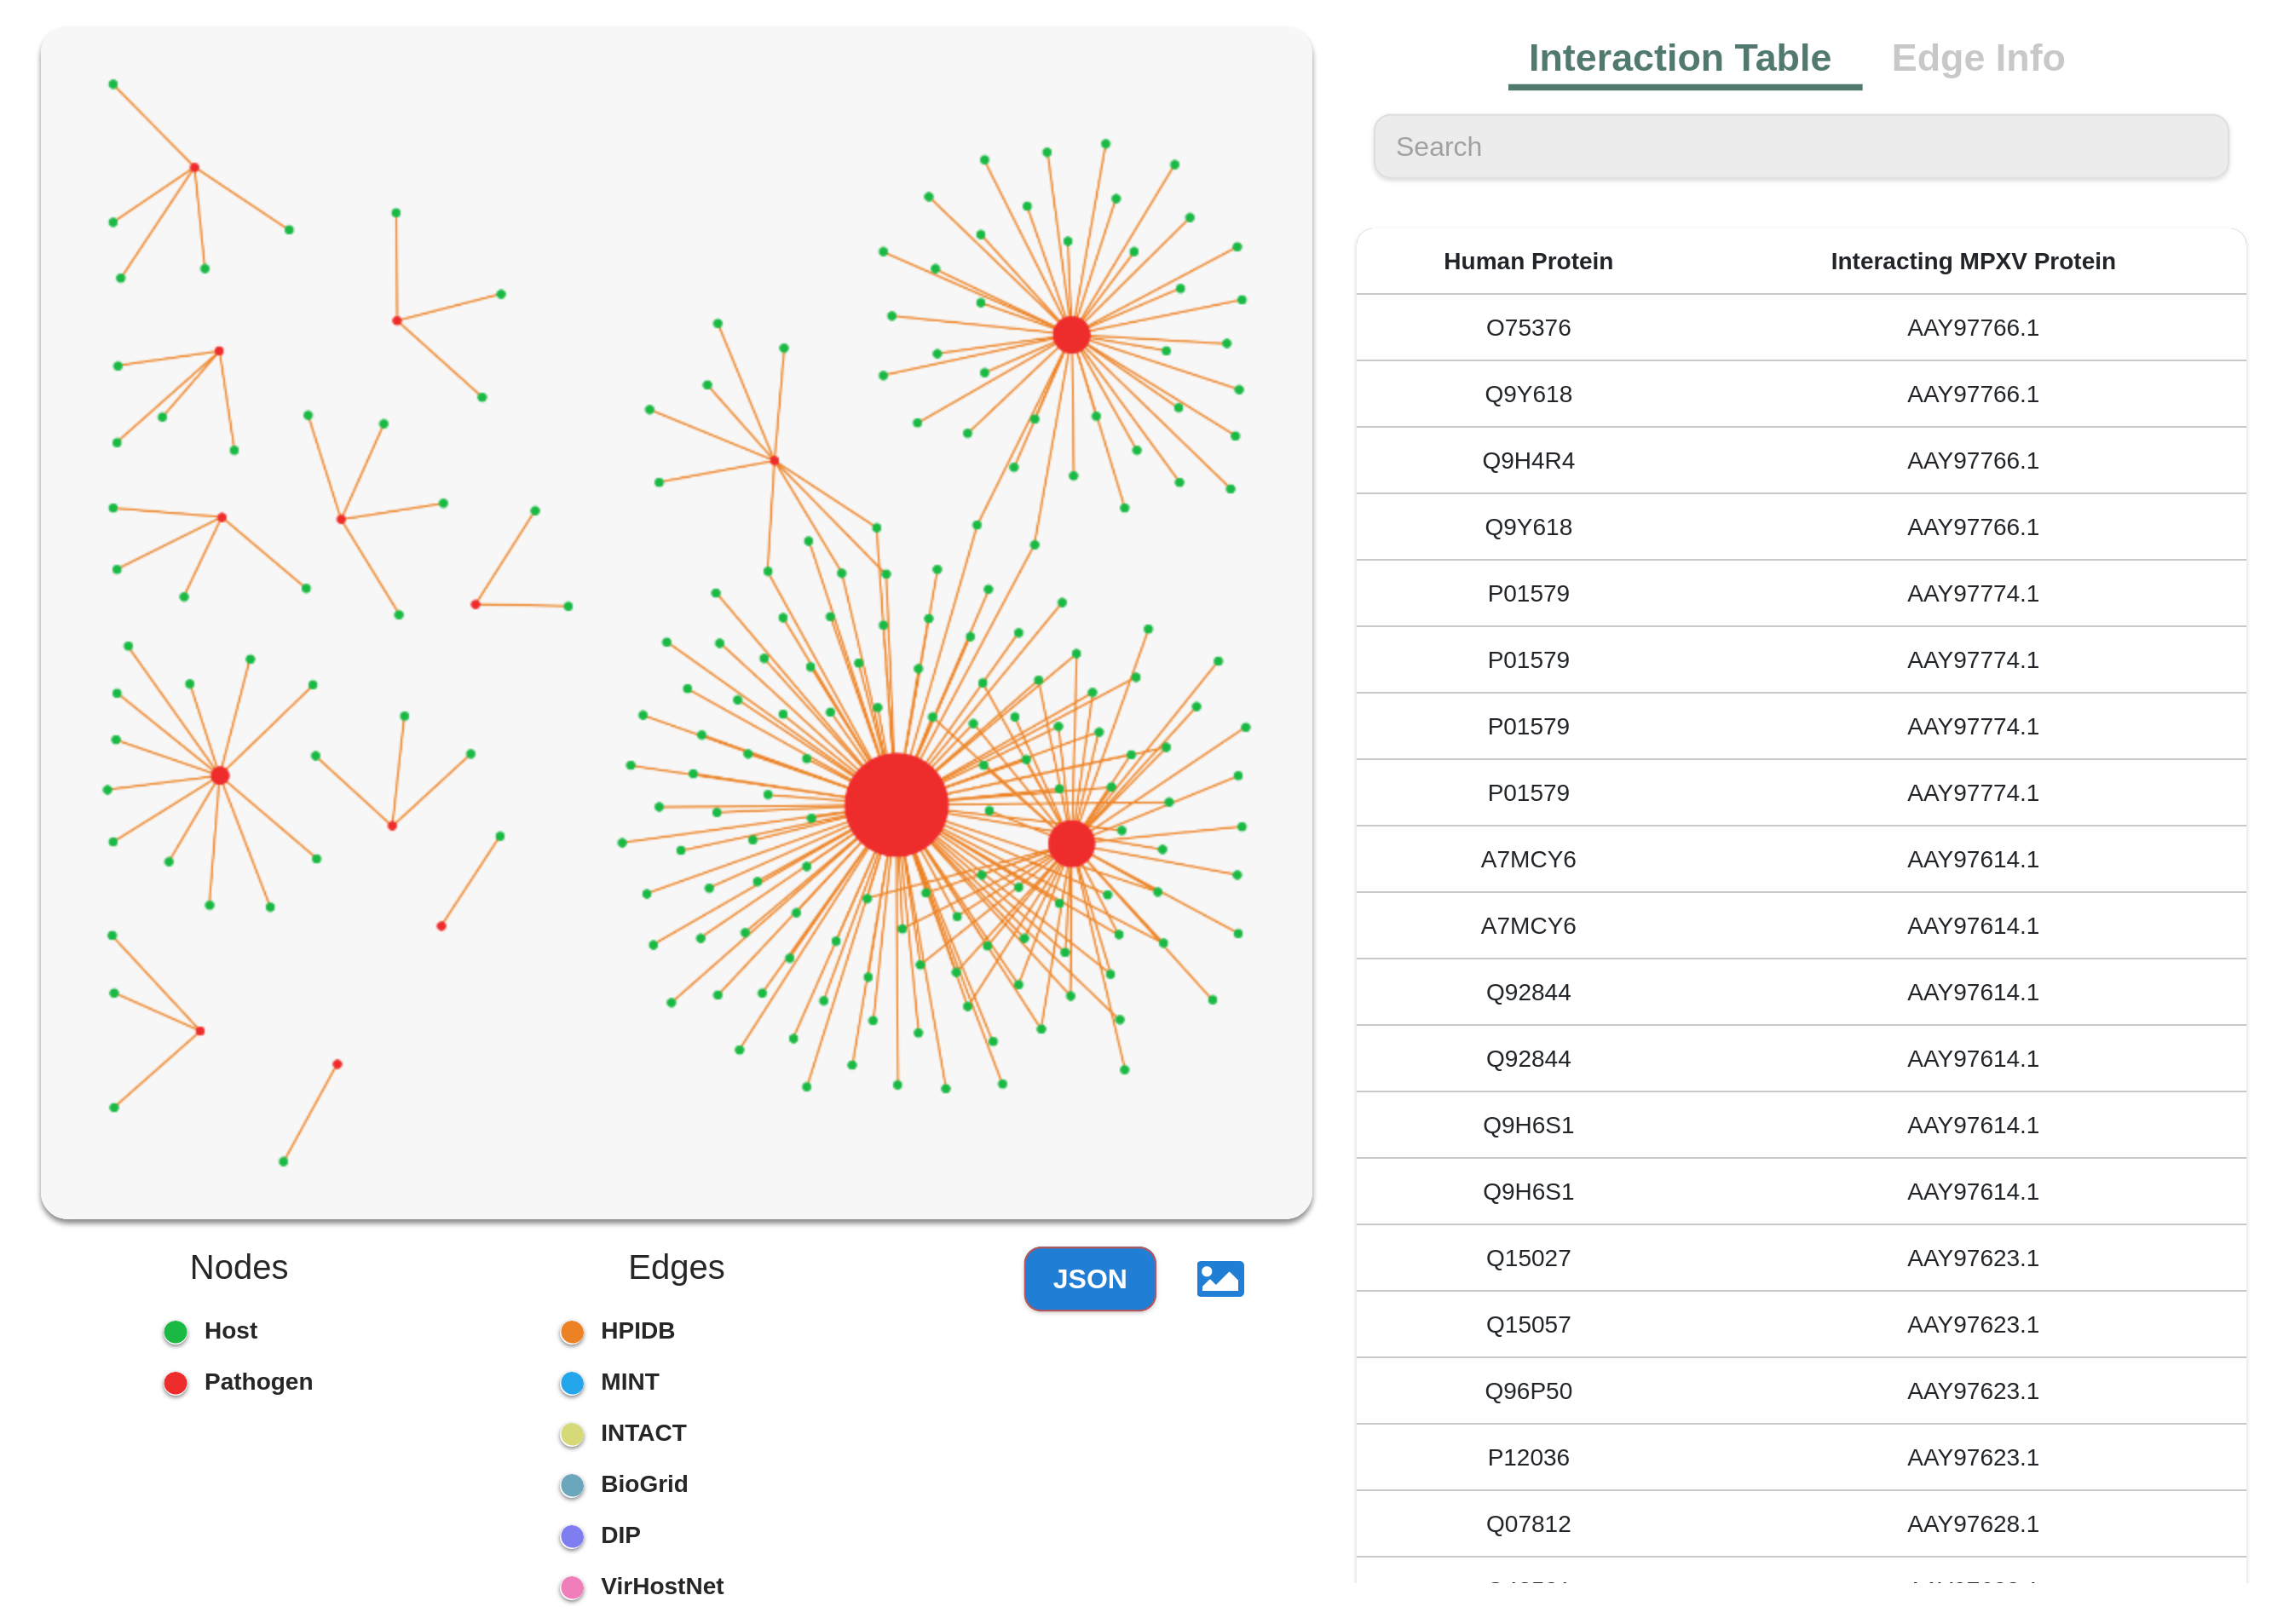 Interaction Table Edge Info
Search
Human Protein Interacting MPXV Protein
O75376 AAY97766.1
Q9Y618 AAY97766.1
Q9H4R4 AAY97766.1
Q9Y618 AAY97766.1
P01579 AAY97774.1
P01579 AAY97774.1
P01579 AAY97774.1
P01579 AAY97774.1
A7MCY6 AAY97614.1
A7MCY6 AAY97614.1
Q92844 AAY97614.1
Q92844 AAY97614.1
Q9H6S1 AAY97614.1
Q9H6S1 AAY97614.1
Q15027 AAY97623.1
Q15057 AAY97623.1
Q96P50 AAY97623.1
P12036 AAY97623.1
Q07812 AAY97628.1
Nodes
Host
Pathogen
Edges
HPIDB
MINT
INTACT
BioGrid
DIP
VirHostNet
JSON